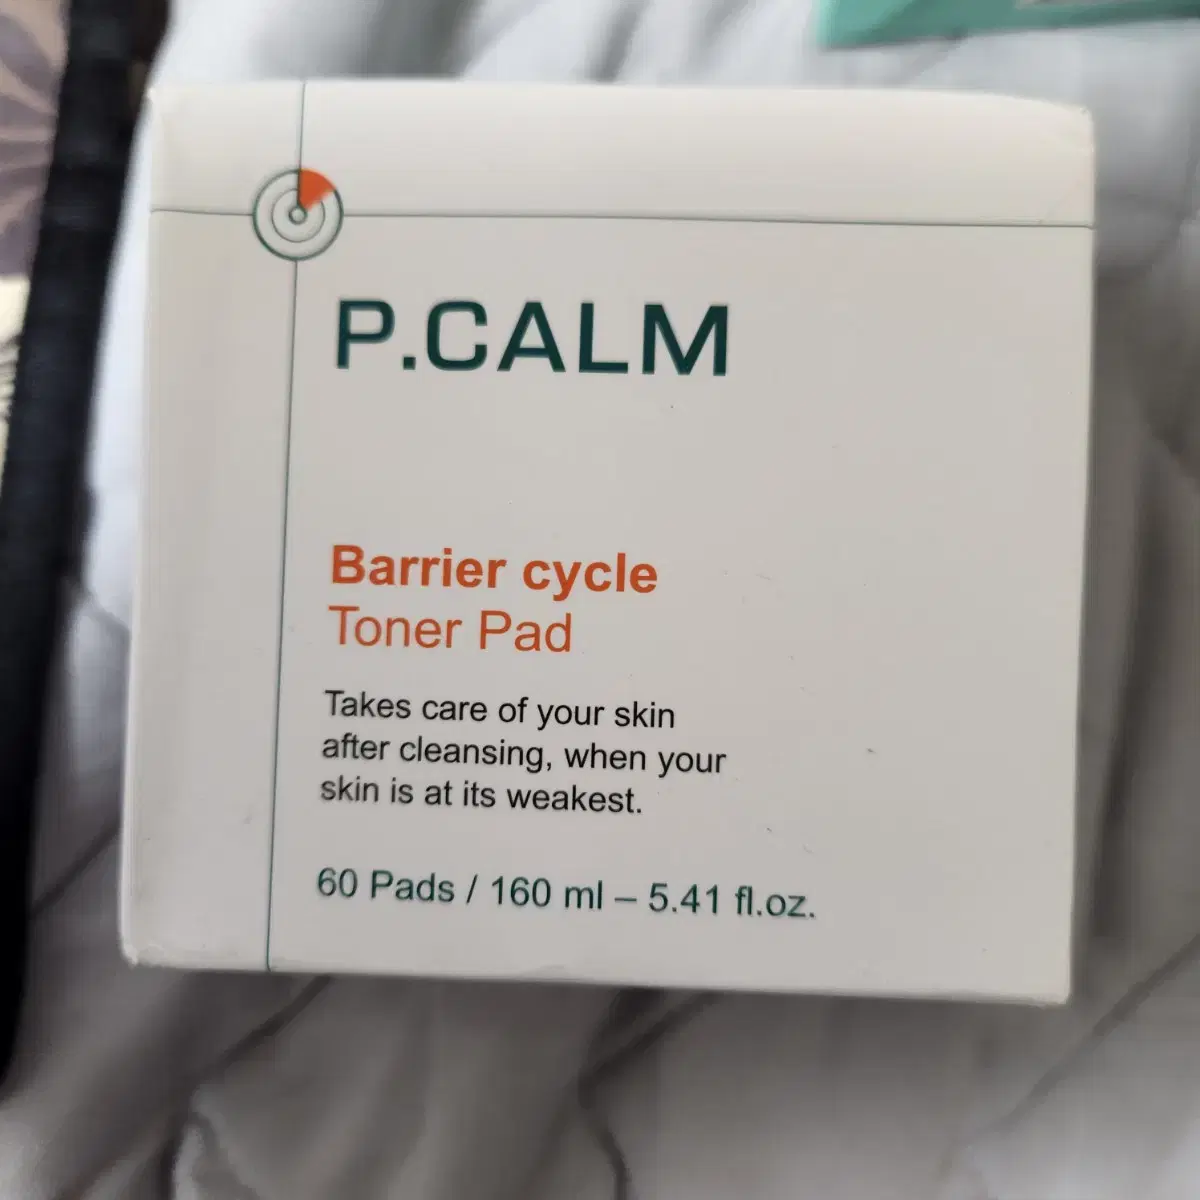 P.CALM
Barrier cycle
Toner Pad
Takes care of your skin
after cleansing, when your
skin is at its weakest.
60 Pads / 160 ml – 5.41 fl.oz.